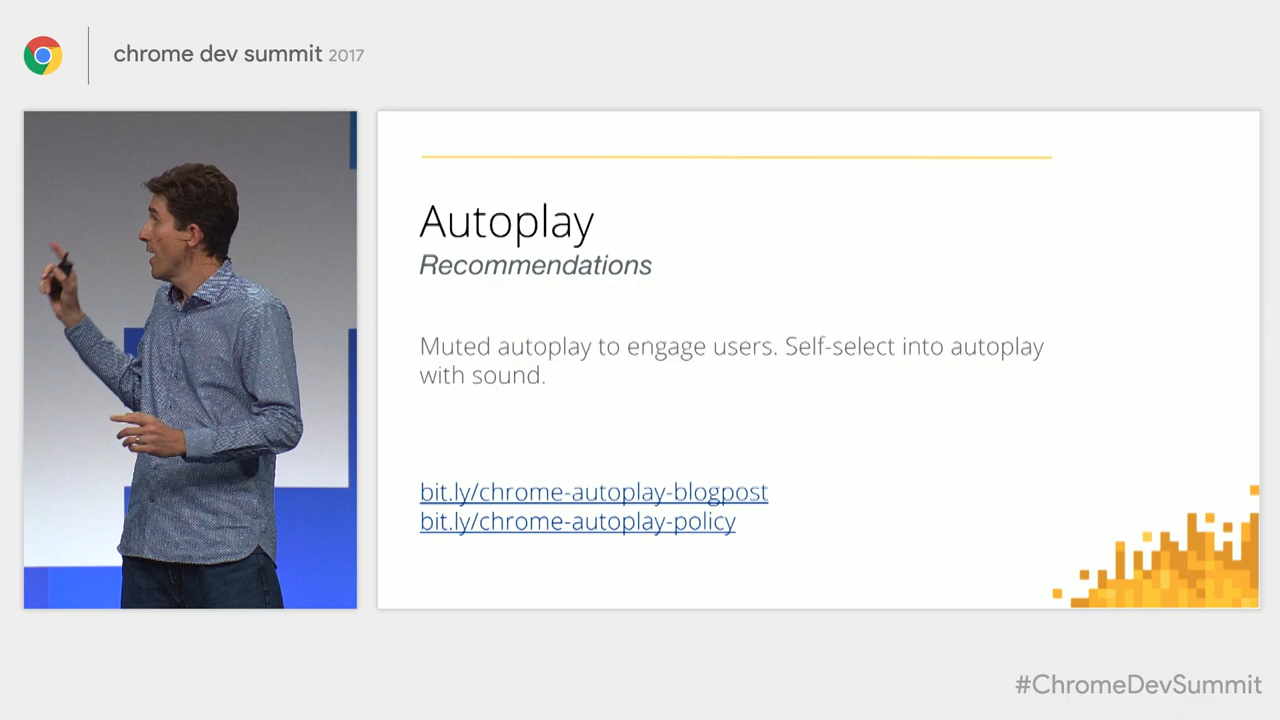 chrome dev summit 2017
Autoplay
Recommendations
Muted autoplay to engage users. Self-select into autoplay
with sound.
bit.ly/chrome-autoplay-blogpost
bit.ly/chrome-autoplay-policy
#ChromeDevSummit